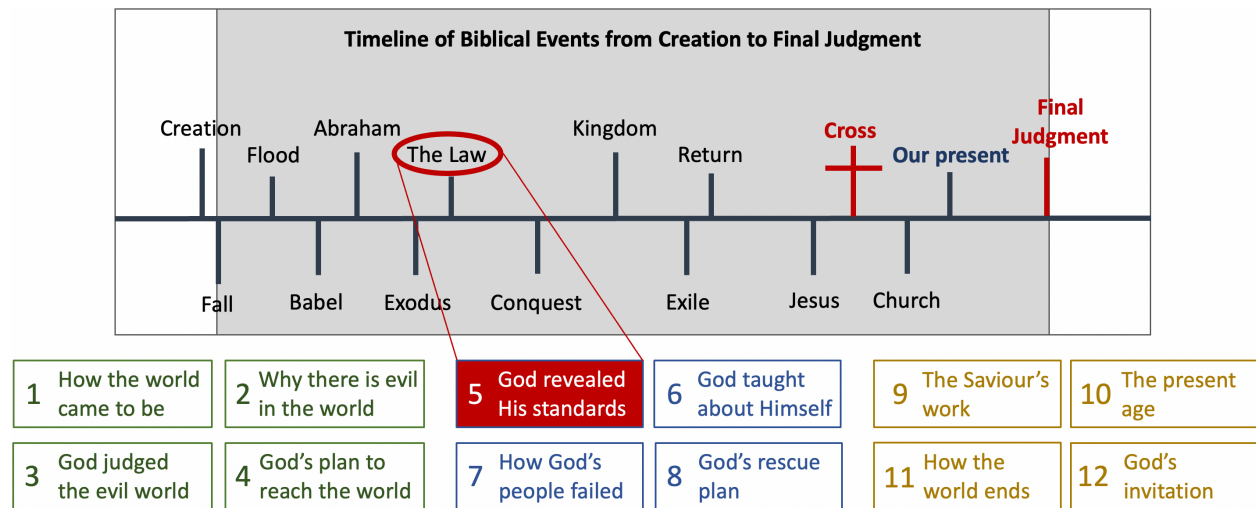 Timeline of Biblical Events from Creation to Final Judgment
Creation
Flood
Abraham
The Law
Kingdom
Return
Cross
Our present
Final
Judgment
Fall
Babel
Exodus
Conquest
Exile
Jesus
Church
1 How the world
came to be
2 Why there is evil
in the world
5 God revealed
His standards
6 God taught
about Himself
9 The Saviour’s
work
10 The present
age
3 God judged
the evil world
4 God’s plan to
reach the world
7 How God’s
people failed
8 God’s rescue
plan
11 How the
world ends
12 God’s
invitation